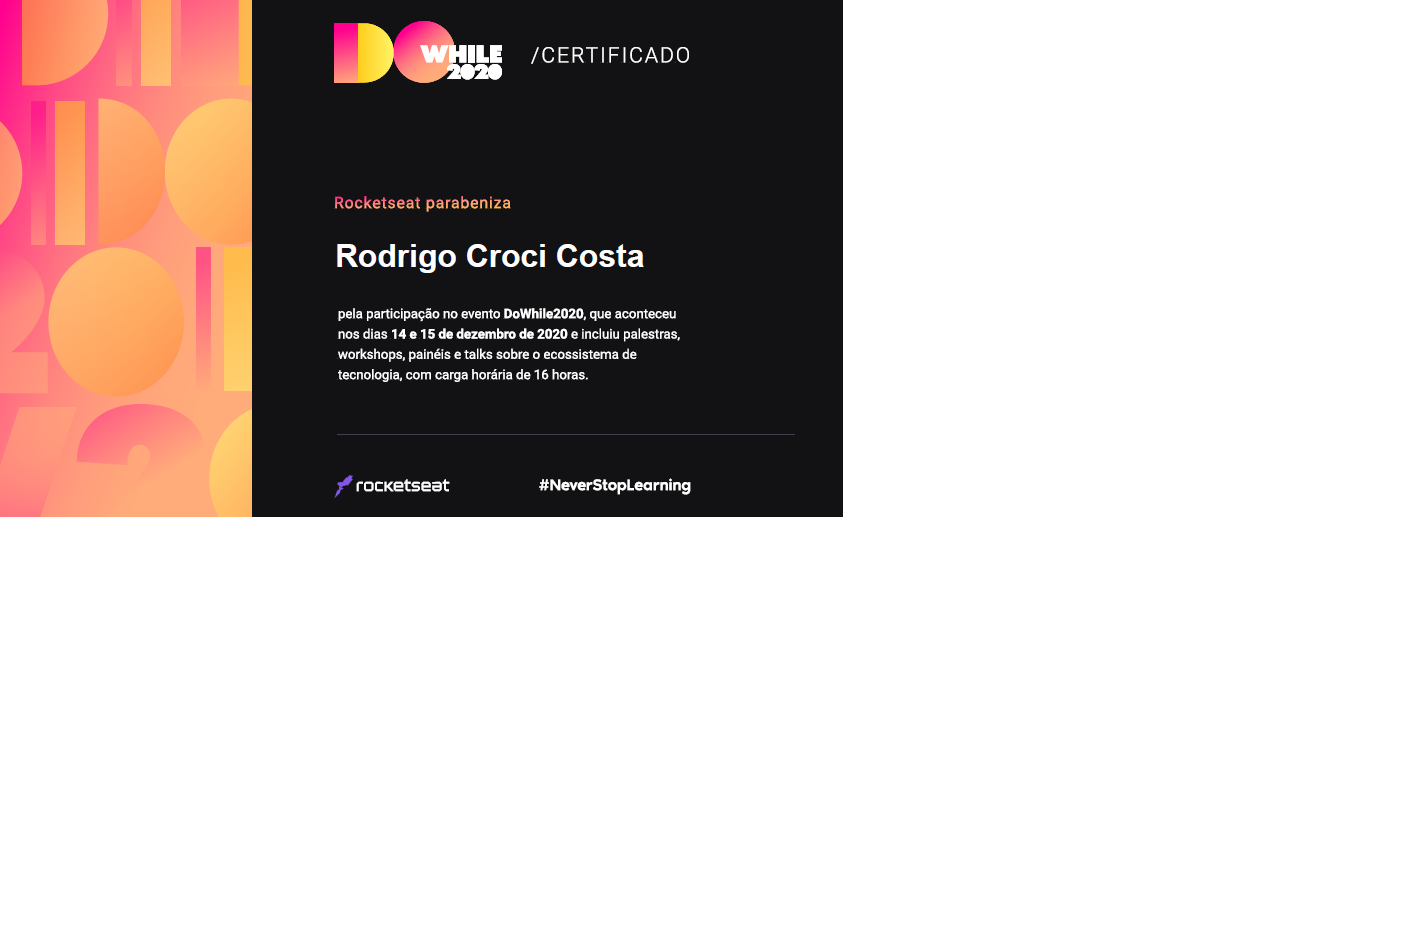 DOWHILE
2020
/CERTIFICADO
Rocketseat parabeniza
Rodrigo Croci Costa
pela participação no evento DoWhile2020, que aconteceu
nos dias 14 e 15 de dezembro de 2020 e incluiu palestras,
workshops, painéis e talks sobre o ecossistema de
tecnologia, com carga horária de 16 horas.
rocketseat
#NeverStopLearning